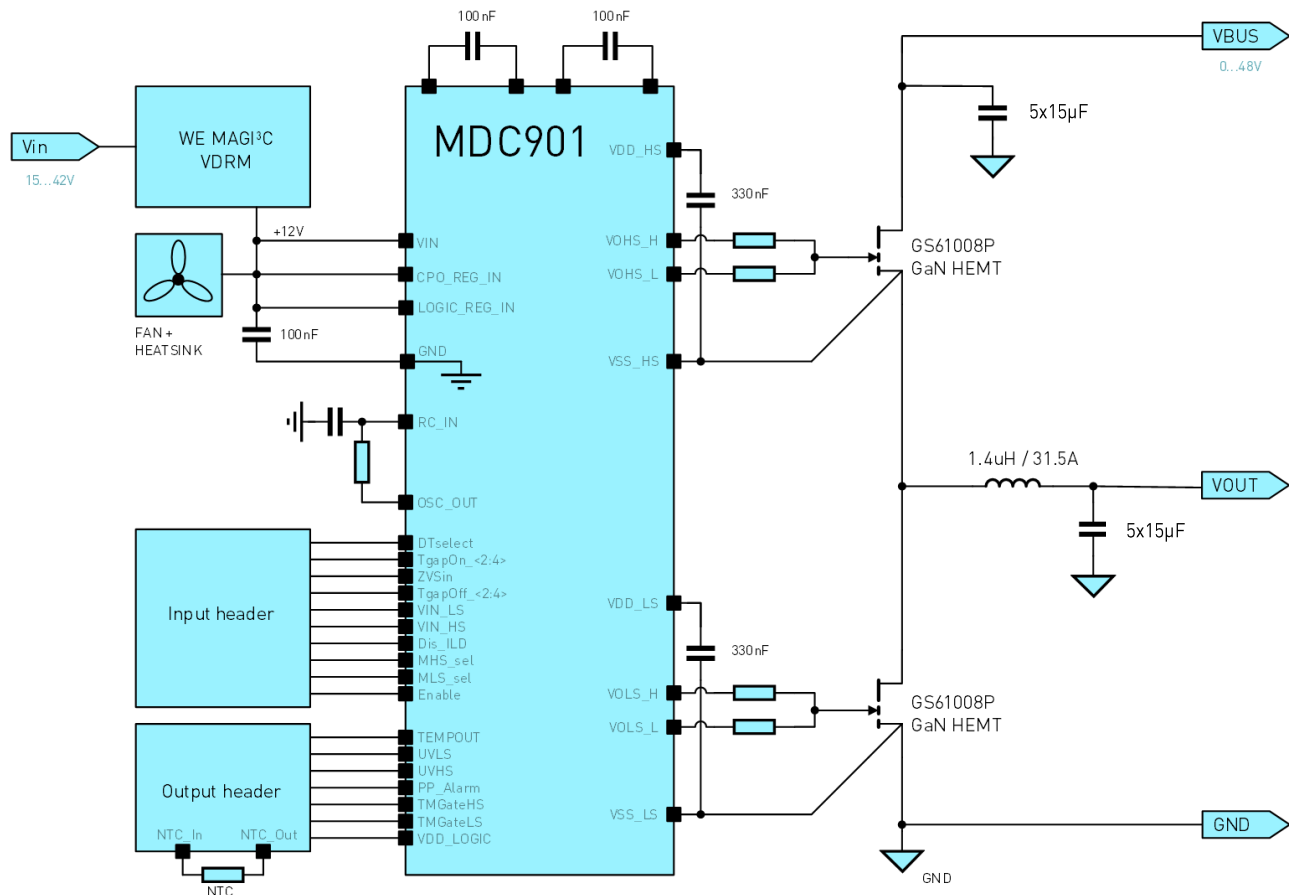 100nF
100nF
VBUS
0...48V
5x15µF
WE MAGI³C
VDRM
Vin
15...42V
MDC901
VDD_HS
330nF
+12V
VIN
VOHS_H
GS61008P
GaN HEMT
CPO_REG_IN
VOHS_L
LOGIC_REG_IN
FAN +
HEATSINK
100nF
GND
VSS_HS
RC_IN
1.4uH / 31.5A
VOUT
OSC_OUT
5x15µF
Input header
DTselect
TgapOn_<2:4>
ZVSin
TgapOff_<2:4>
VIN_LS
VIN_HS
Dis_ILD
MHS_sel
MLS_sel
Enable
VDD_LS
330nF
VOLS_H
VOLS_L
GS61008P
GaN HEMT
Output header
NTC_In
NTC_Out
NTC
TEMPOUT
UVLS
UVHS
PP_Alarm
TMGateHS
TMGateLS
VDD_LOGIC
VSS_LS
GND
GND